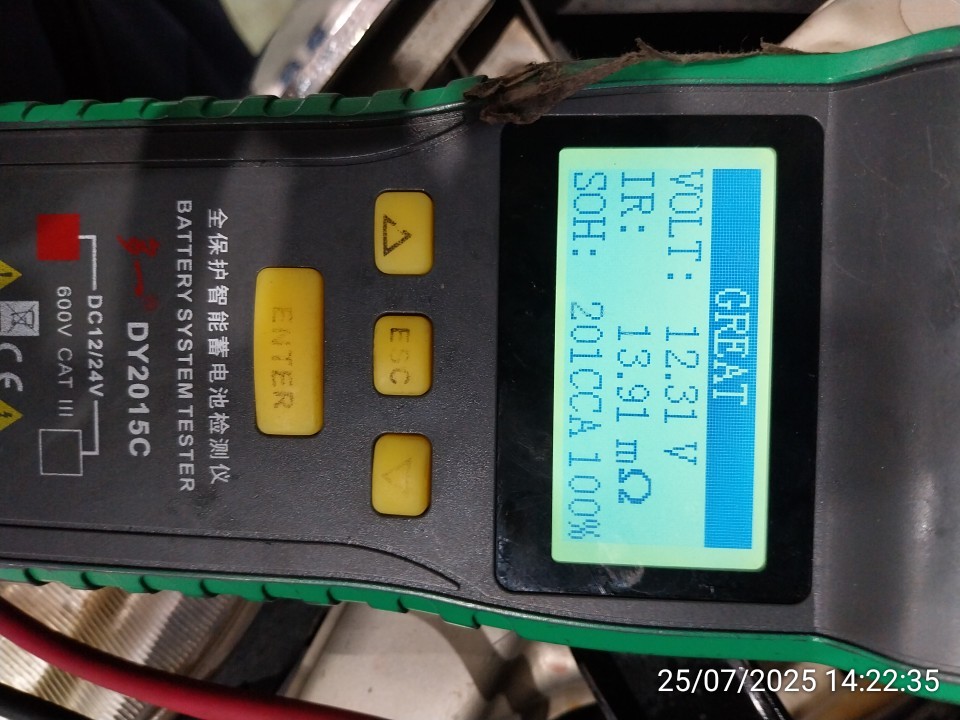 GREAT
VOLT: 12.31 V
IR: 13.91 mΩ
SOH: 201CCA 100%
ESC
ENTER
全保护智能蓄电池检测仪
BATTERY SYSTEM TESTER
DY2015C
DC12/24V
600V CAT III
CE
25/07/2025 14:22:35